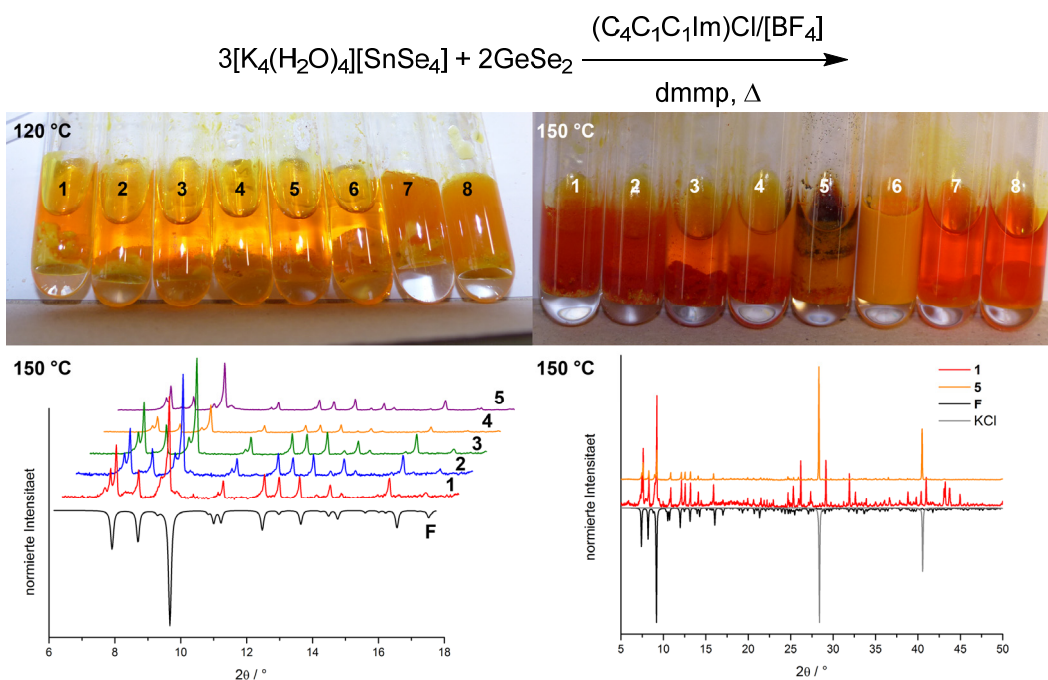 (C₄C₁C₁Im)Cl/[BF₄]
3[K₄(H₂O)₄][SnSe₄] + 2GeSe₂
dmmp, Δ
120 °C
1 2 3 4 5 6 7 8
150 °C
1 2 3 4 5 6 7 8
150 °C
5
4
3
2
1
F
normierte Intensitaet
6 8 10 12 14 16 18
2θ / °
150 °C
1
5
F
KCl
normierte Intensitaet
5 10 15 20 25 30 35 40 45 50
2θ / °